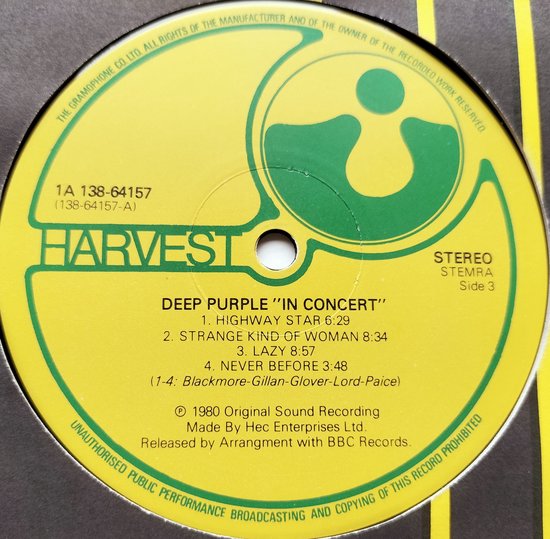 THE GRAMOPHONE CO. LTD. ALL RIGHTS OF THE MANUFACTURER AND OF THE OWNER OF THE RECORDED WORK RESERVED
1A 138-64157
(138-64157-A)
HARVEST
STEREO
STEMRA
Side 3
DEEP PURPLE "IN CONCERT"
1. HIGHWAY STAR 6:29
2. STRANGE KIND OF WOMAN 8:34
3. LAZY 8:57
4. NEVER BEFORE 3:48
(1-4: Blackmore-Gillan-Glover-Lord-Paice)
℗ 1980 Original Sound Recording
Made By Hec Enterprises Ltd.
Released by Arrangment with BBC Records.
UNAUTHORISED PUBLIC PERFORMANCE BROADCASTING AND COPYING OF THIS RECORD PROHIBITED